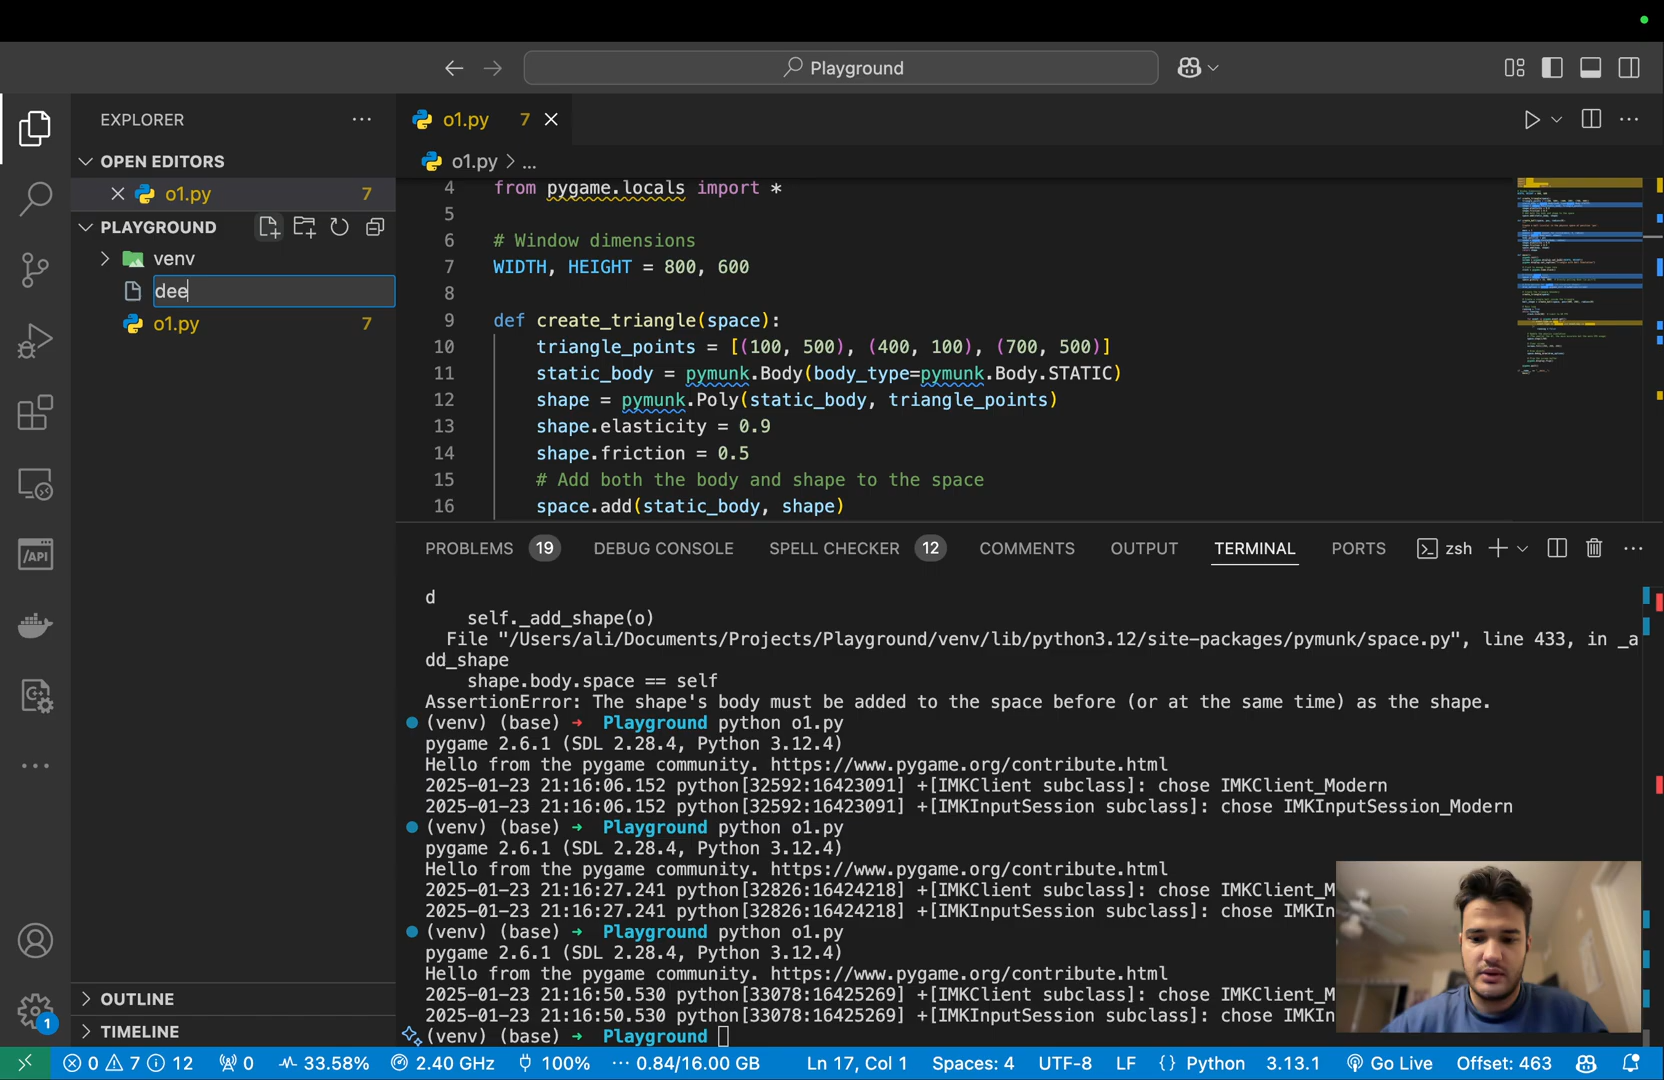 Playground
EXPLORER
OPEN EDITORS
o1.py 7
PLAYGROUND
venv
dee
o1.py 7
OUTLINE
TIMELINE
/API
1
o1.py 7
o1.py > ...
4 from pygame.locals import *
5
6 # Window dimensions
7 WIDTH, HEIGHT = 800, 600
8
9 def create_triangle(space):
10 triangle_points = [(100, 500), (400, 100), (700, 500)]
11 static_body = pymunk.Body(body_type=pymunk.Body.STATIC)
12 shape = pymunk.Poly(static_body, triangle_points)
13 shape.elasticity = 0.9
14 shape.friction = 0.5
15 # Add both the body and shape to the space
16 space.add(static_body, shape)
PROBLEMS 19 DEBUG CONSOLE SPELL CHECKER 12 COMMENTS OUTPUT TERMINAL PORTS zsh
d
self._add_shape(o)
File "/Users/ali/Documents/Projects/Playground/venv/lib/python3.12/site-packages/pymunk/space.py", line 433, in _a
dd_shape
shape.body.space == self
AssertionError: The shape's body must be added to the space before (or at the same time) as the shape.
(venv) (base) → Playground python o1.py
pygame 2.6.1 (SDL 2.28.4, Python 3.12.4)
Hello from the pygame community. https://www.pygame.org/contribute.html
2025-01-23 21:16:06.152 python[32592:16423091] +[IMKClient subclass]: chose IMKClient_Modern
2025-01-23 21:16:06.152 python[32592:16423091] +[IMKInputSession subclass]: chose IMKInputSession_Modern
(venv) (base) → Playground python o1.py
pygame 2.6.1 (SDL 2.28.4, Python 3.12.4)
Hello from the pygame community. https://www.pygame.org/contribute.html
2025-01-23 21:16:27.241 python[32826:16424218] +[IMKClient subclass]: chose IMKClient_M
2025-01-23 21:16:27.241 python[32826:16424218] +[IMKInputSession subclass]: chose IMKIn
(venv) (base) → Playground python o1.py
pygame 2.6.1 (SDL 2.28.4, Python 3.12.4)
Hello from the pygame community. https://www.pygame.org/contribute.html
2025-01-23 21:16:50.530 python[33078:16425269] +[IMKClient subclass]: chose IMKClient_M
2025-01-23 21:16:50.530 python[33078:16425269] +[IMKInputSession subclass]: chose IMKIn
(venv) (base) → Playground
0 7 12 0 33.58% 2.40 GHz 100% ··· 0.84/16.00 GB Ln 17, Col 1 Spaces: 4 UTF-8 LF {} Python 3.13.1 Go Live Offset: 463